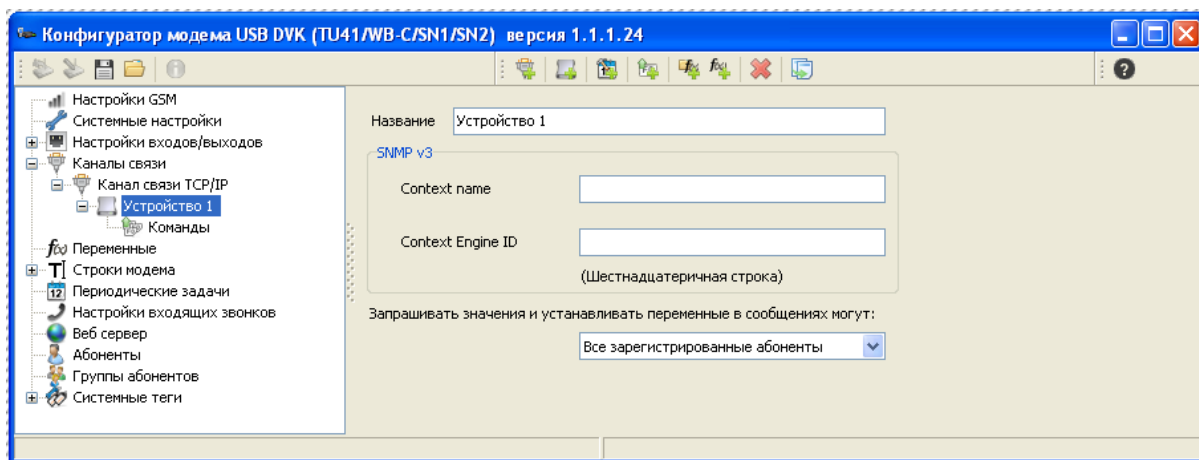 Конфигуратор модема USB DVK (TU41/WB-C/SN1/SN2) версия 1.1.1.24
Настройки GSM
Системные настройки
Настройки входов/выходов
Каналы связи
Канал связи TCP/IP
Устройство 1
Команды
f(x) Переменные
Строки модема
12 Периодические задачи
Настройки входящих звонков
Веб сервер
Абоненты
Группы абонентов
Системные теги
Название Устройство 1
SNMP v3
Context name
Context Engine ID
(Шестнадцатеричная строка)
Запрашивать значения и устанавливать переменные в сообщениях могут:
Все зарегистрированные абоненты